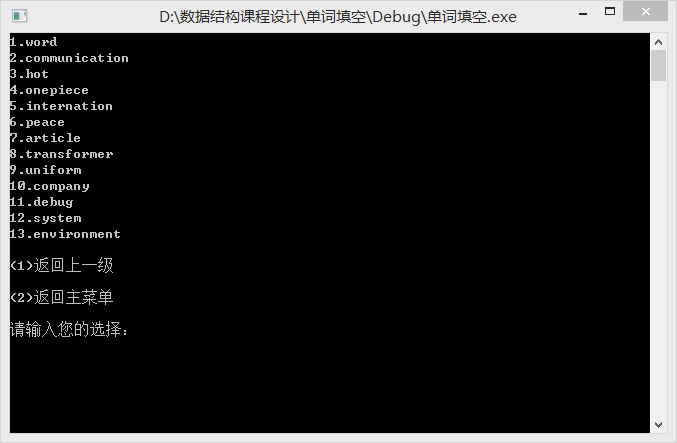 D:\数据结构课程设计\单词填空\Debug\单词填空.exe
1.word
2.communication
3.hot
4.onepiece
5.internation
6.peace
7.article
8.transformer
9.uniform
10.company
11.debug
12.system
13.environment
(1)返回上一级
(2)返回主菜单
请输入您的选择: